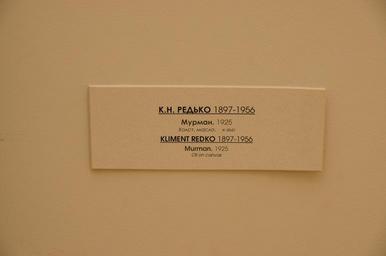 К.Н. РЕДЬКО 1897-1956
Мурман. 1925
Холст, масло.
KLIMENT REDKO 1897-1956
Murman. 1925
Oil on canvas